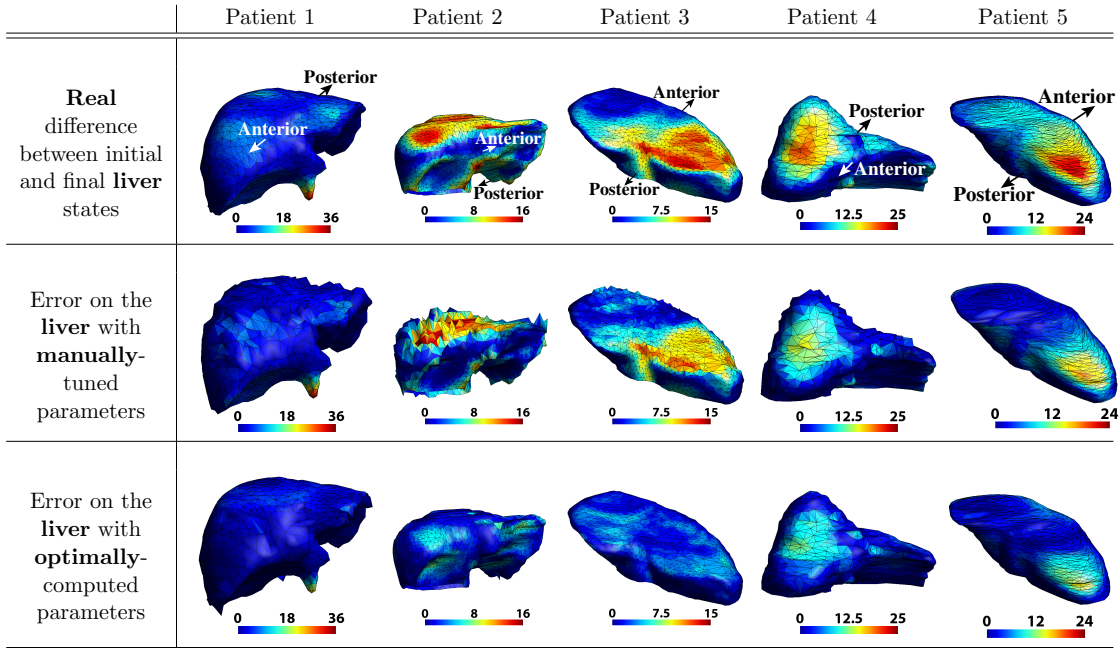 Patient 1 Patient 2 Patient 3 Patient 4 Patient 5
Real
difference
between initial
and final liver
states
Posterior
Anterior
0 18 36
Anterior
Posterior
0 8 16
Anterior
Posterior
0 7.5 15
Posterior
Anterior
0 12.5 25
Anterior
Posterior
0 12 24
Error on the
liver with
manually-
tuned
parameters
0 18 36
0 8 16
0 7.5 15
0 12.5 25
0 12 24
Error on the
liver with
optimally-
computed
parameters
0 18 36
0 8 16
0 7.5 15
0 12.5 25
0 12 24